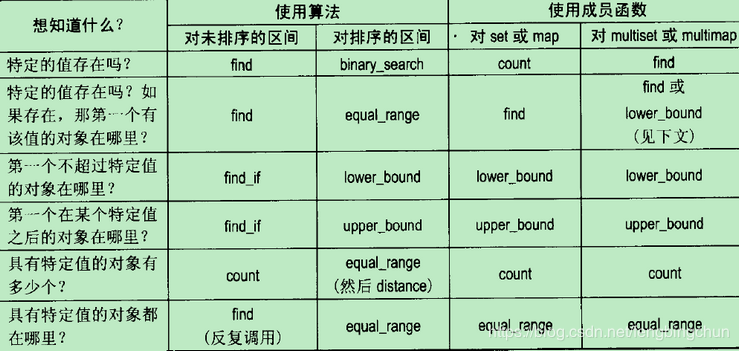 想知道什么?
使用算法
使用成员函数
对未排序的区间
对排序的区间
对 set 或 map
对 multiset 或 multimap
特定的值存在吗?
find
binary_search
count
find
特定的值存在吗?如
果存在,那第一个有
该值的对象在哪里?
find
equal_range
find
find 或
lower_bound
(见下文)
第一个不超过特定值
的对象在哪里?
find_if
lower_bound
lower_bound
lower_bound
第一个在某个特定值
之后的对象在哪里?
find_if
upper_bound
upper_bound
upper_bound
具有特定值的对象有
多少个?
count
equal_range
(然后 distance)
count
count
具有特定值的对象都
在哪里?
find
(反复调用)
equal_range
equal_range
equal_range